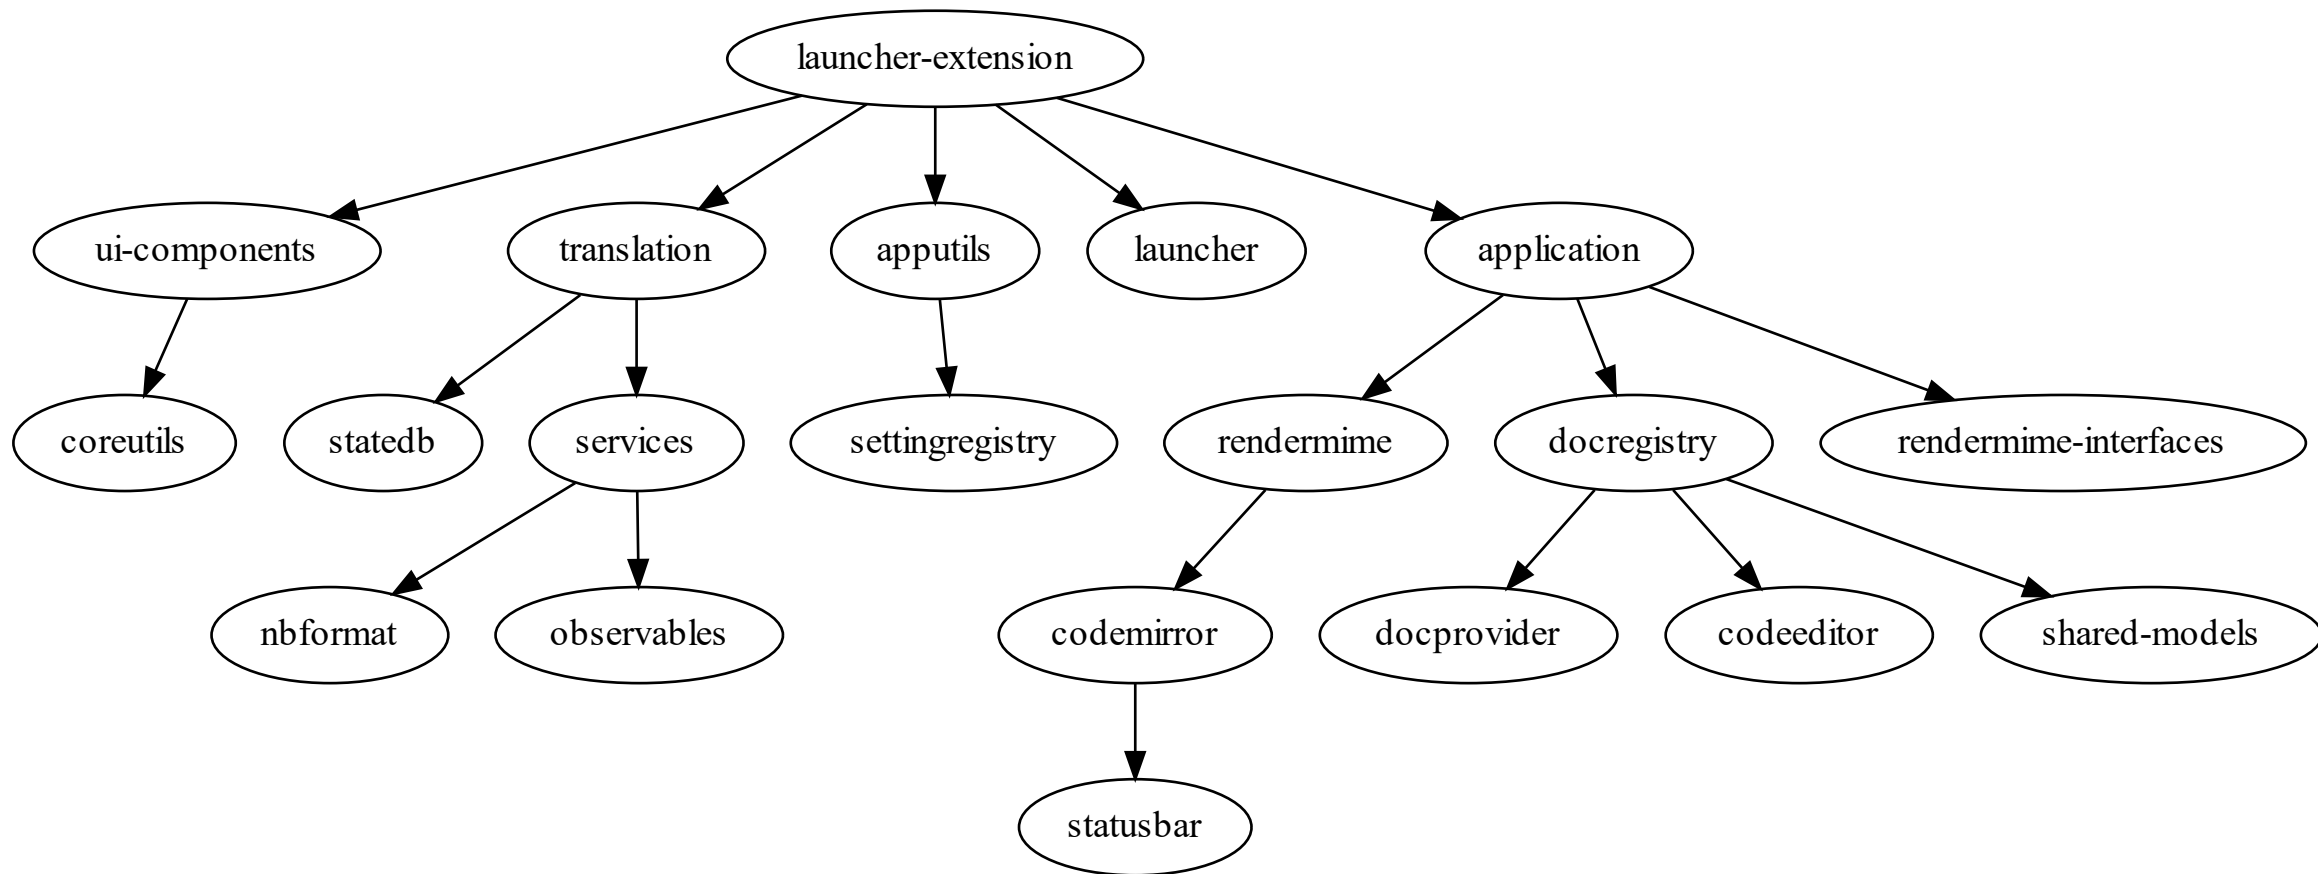 launcher-extension
ui-components
translation
apputils
launcher
application
coreutils
statedb
services
settingregistry
rendermime
docregistry
rendermime-interfaces
nbformat
observables
codemirror
docprovider
codeeditor
shared-models
statusbar